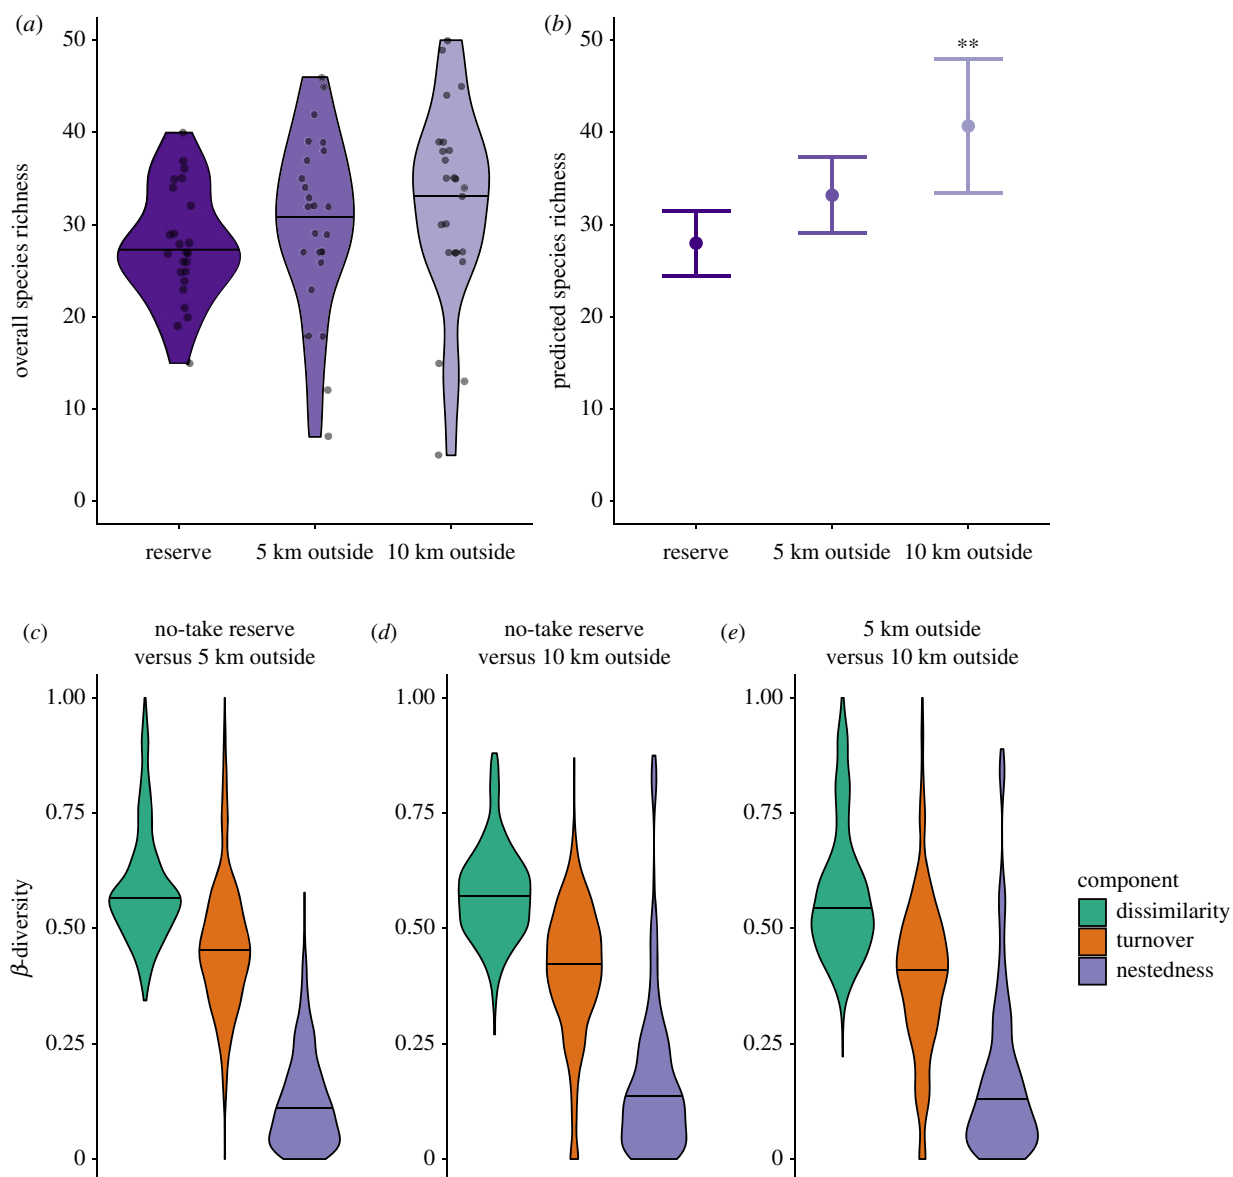 (a)
(b)
50
40
30
20
10
0
overall species richness
reserve
5 km outside
10 km outside
50
40
30
20
10
0
predicted species richness
**
reserve
5 km outside
10 km outside
(c)
no-take reserve
versus 5 km outside
(d)
no-take reserve
versus 10 km outside
(e)
5 km outside
versus 10 km outside
1.00
0.75
0.50
0.25
0
β-diversity
1.00
0.75
0.50
0.25
0
1.00
0.75
0.50
0.25
0
component
dissimilarity
turnover
nestedness